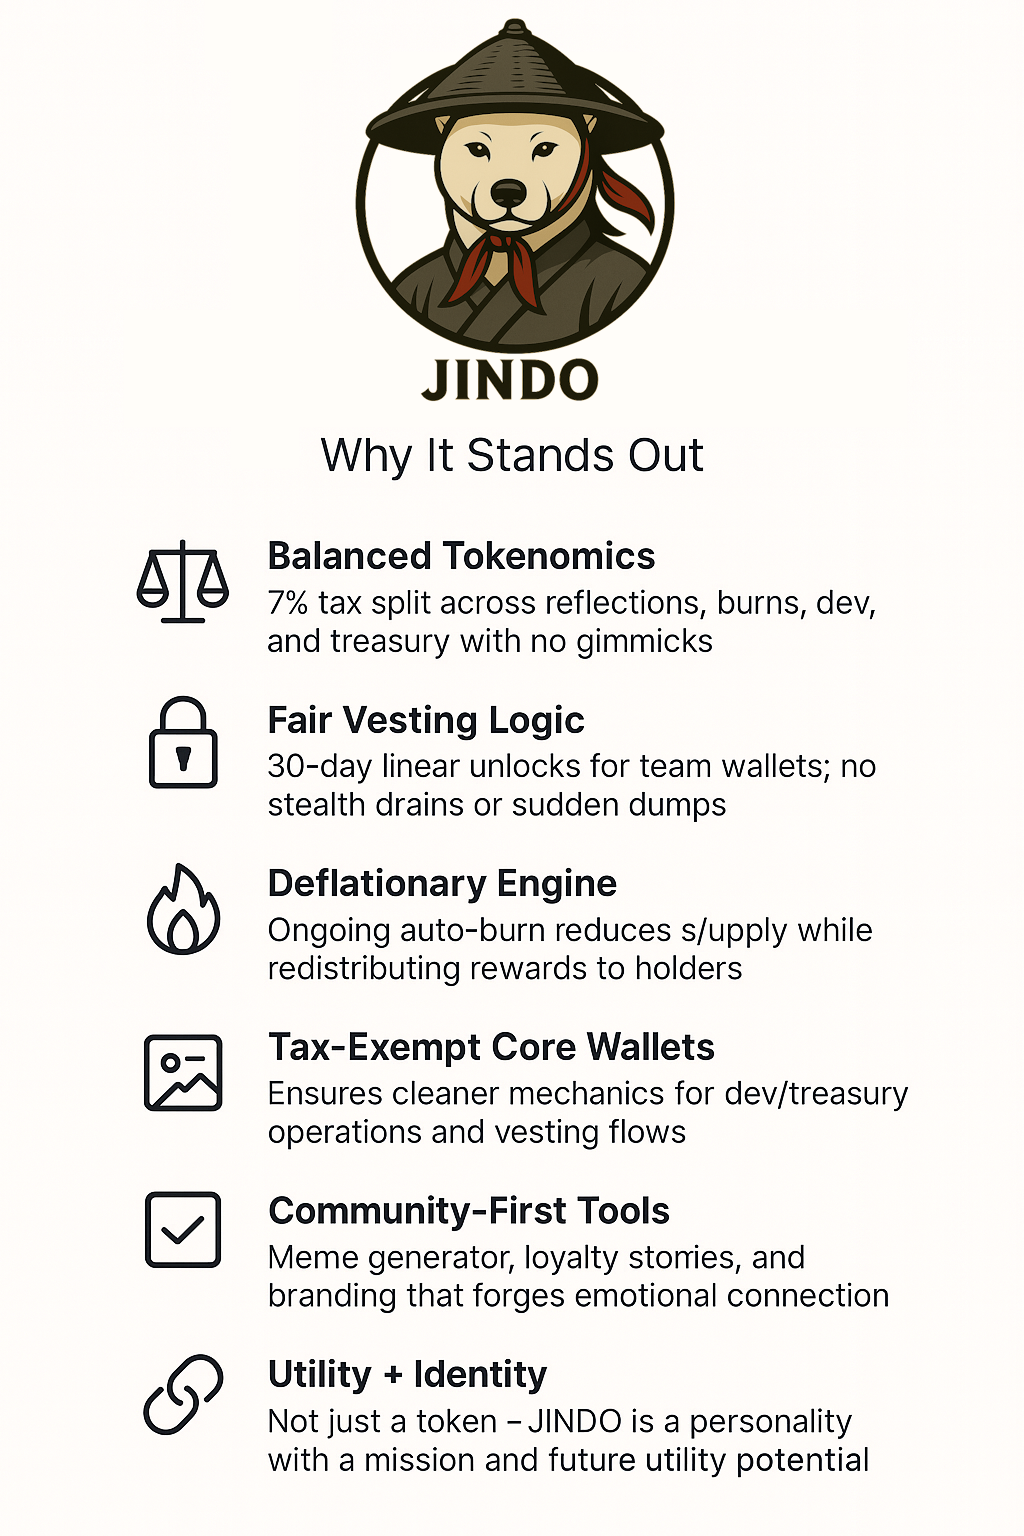 JINDO
Why It Stands Out
Balanced Tokenomics
7% tax split across reflections, burns, dev,
and treasury with no gimmicks
Fair Vesting Logic
30-day linear unlocks for team wallets; no
stealth drains or sudden dumps
Deflationary Engine
Ongoing auto-burn reduces s/upply while
redistributing rewards to holders
Tax-Exempt Core Wallets
Ensures cleaner mechanics for dev/treasury
operations and vesting flows
Community-First Tools
Meme generator, loyalty storries, and
branding that forges emotional connection
Utility + Identity
Not just a token – JINDO is a personality
with a mission and future utility potential